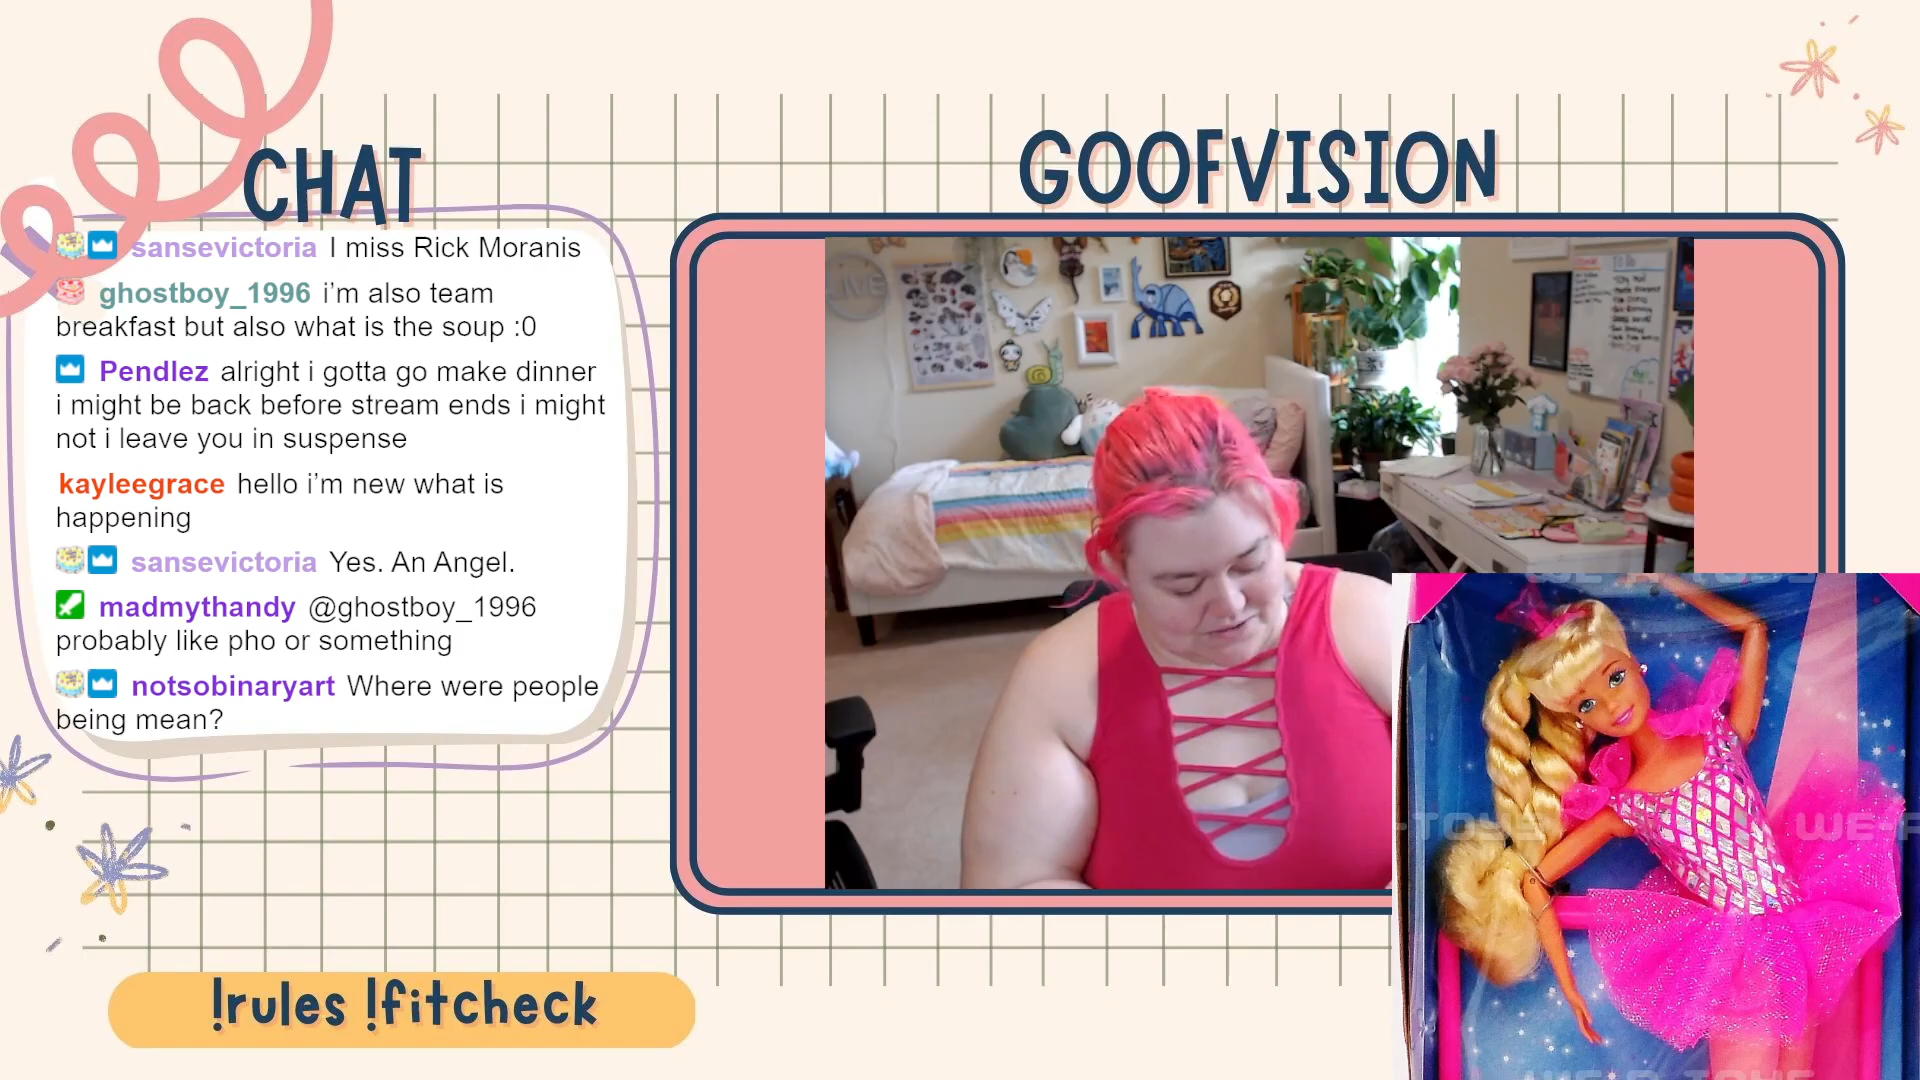 CHAT
GOOFVISION
sansevictoria I miss Rick Moranis
ghostboy_1996 i'm also team
breakfast but also what is the soup :0
Pendlez alright i gotta go make dinner
i might be back before stream ends i might
not i leave you in suspense
kayleegrace hello i'm new what is
happening
sansevictoria Yes. An Angel.
madmythandy @ghostboy_1996
probably like pho or something
notsobinaryart Where were people
being mean?
!rules !fitcheck
LIVE